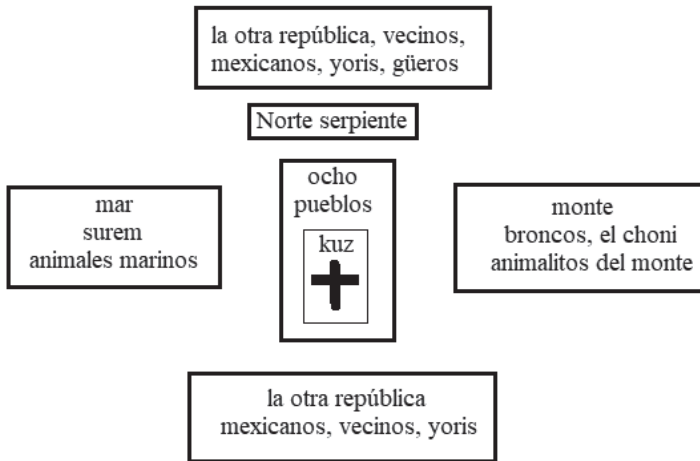 la otra república, vecinos,
mexicanos, yoris, güeros
Norte serpiente
ocho
pueblos
kuz
mar
surem
animales marinos
monte
broncos, el choni
animalitos del monte
la otra república
mexicanos, vecinos, yoris